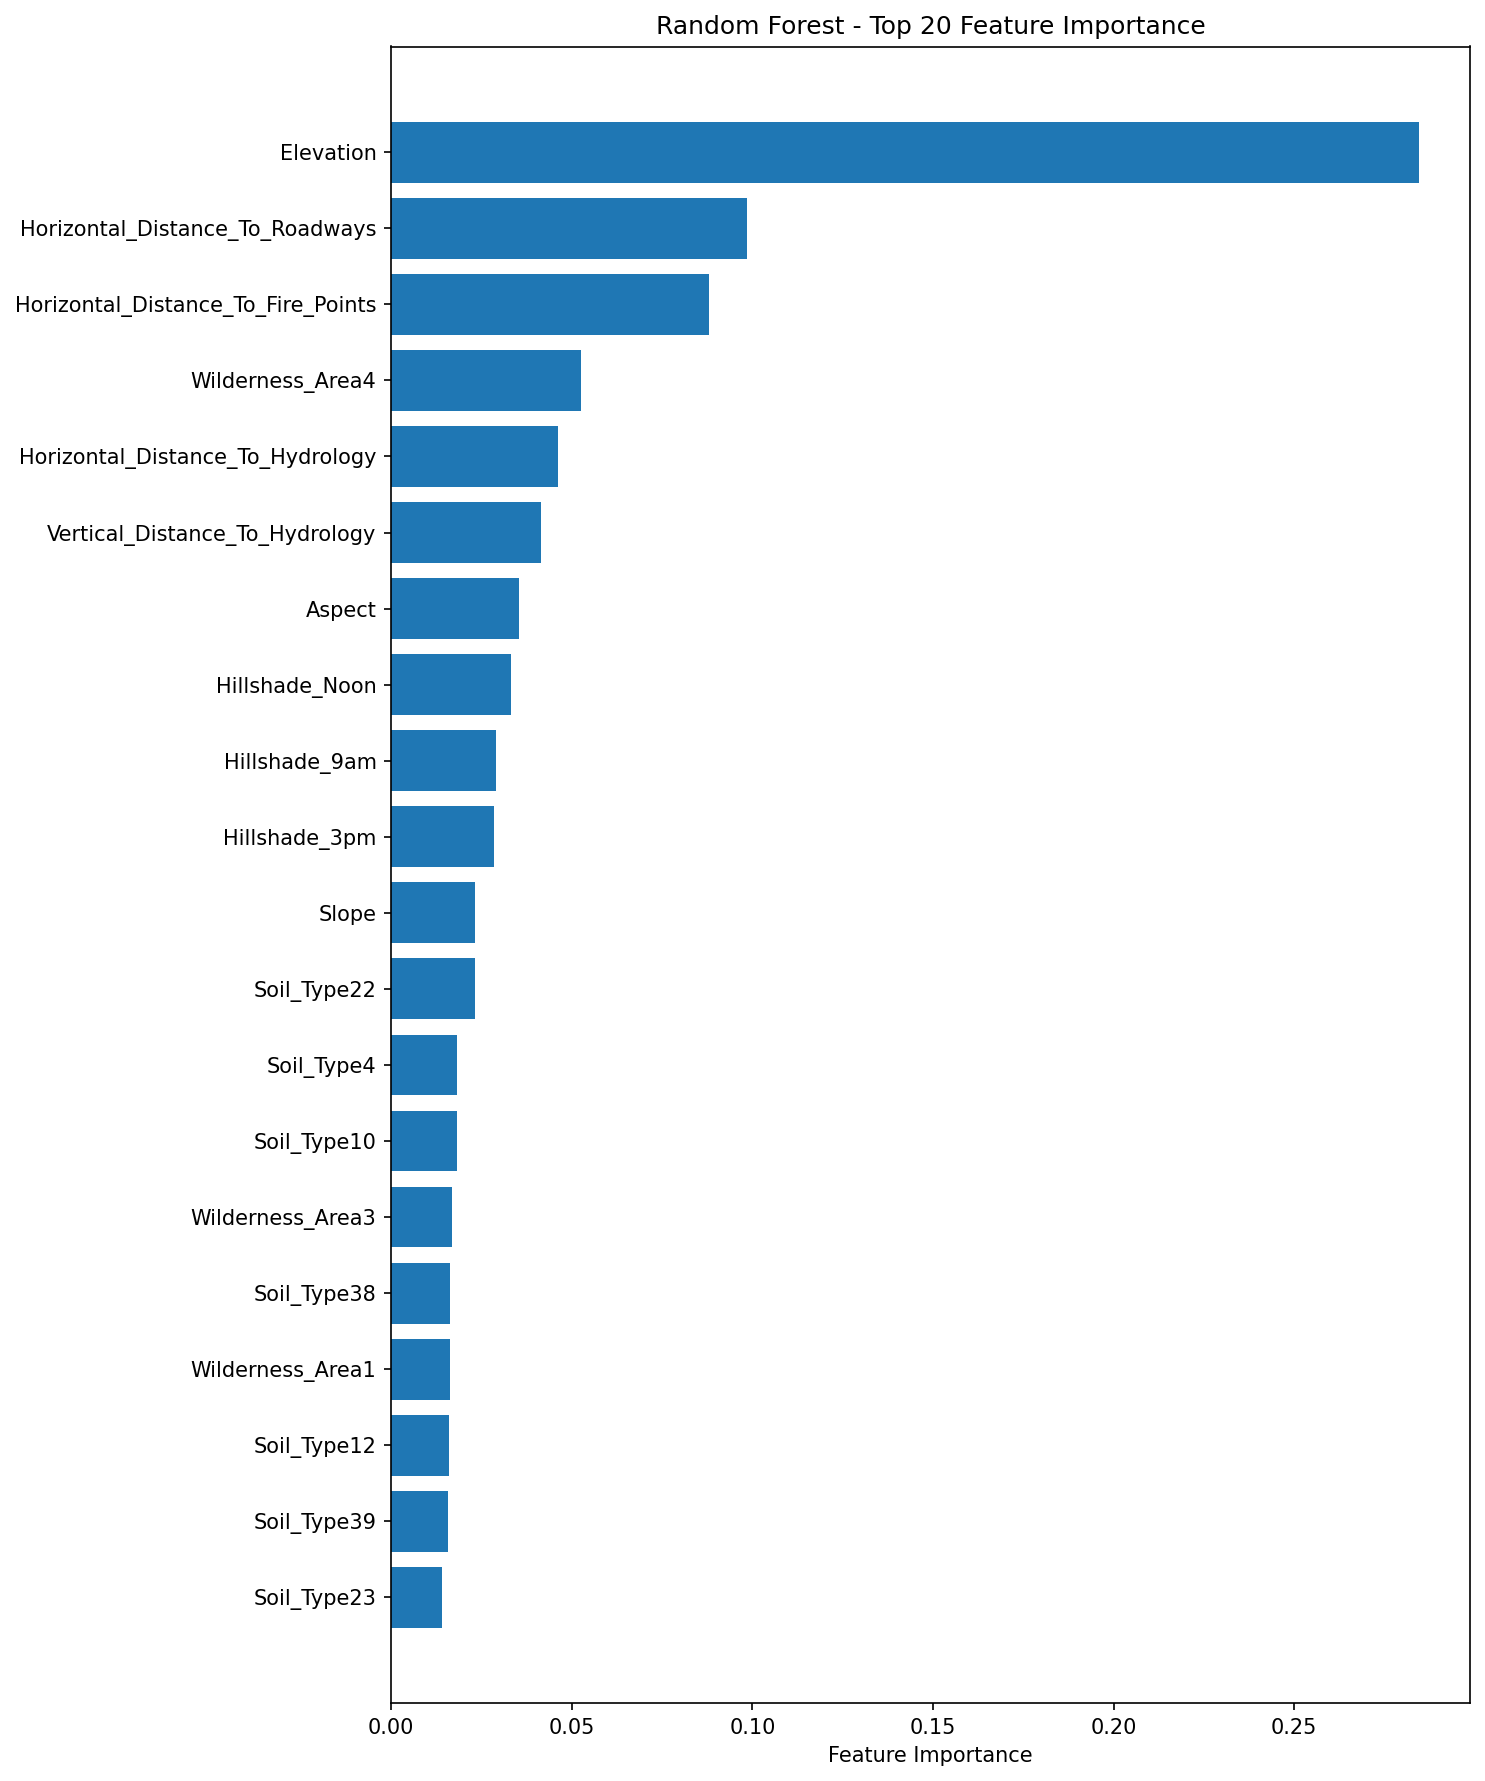 Random Forest - Top 20 Feature Importance
Elevation
Horizontal_Distance_To_Roadways
Horizontal_Distance_To_Fire_Points
Wilderness_Area4
Horizontal_Distance_To_Hydrology
Vertical_Distance_To_Hydrology
Aspect
Hillshade_Noon
Hillshade_9am
Hillshade_3pm
Slope
Soil_Type22
Soil_Type4
Soil_Type10
Wilderness_Area3
Soil_Type38
Wilderness_Area1
Soil_Type12
Soil_Type39
Soil_Type23
0.00 0.05 0.10 0.15 0.20 0.25
Feature Importance